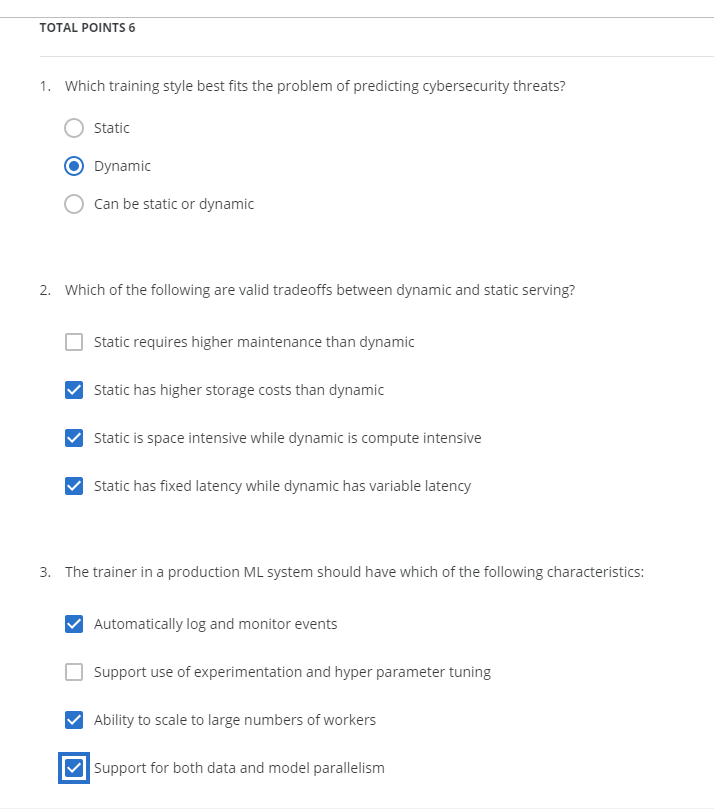 TOTAL POINTS 6
1. Which training style best fits the problem of predicting cybersecurity threats?
Static
Dynamic
Can be static or dynamic
2. Which of the following are valid tradeoffs between dynamic and static serving?
Static requires higher maintenance than dynamic
Static has higher storage costs than dynamic
Static is space intensive while dynamic is compute intensive
Static has fixed latency while dynamic has variable latency
3. The trainer in a production ML system should have which of the following characteristics:
Automatically log and monitor events
Support use of experimentation and hyper parameter tuning
Ability to scale to large numbers of workers
Support for both data and model parallelism